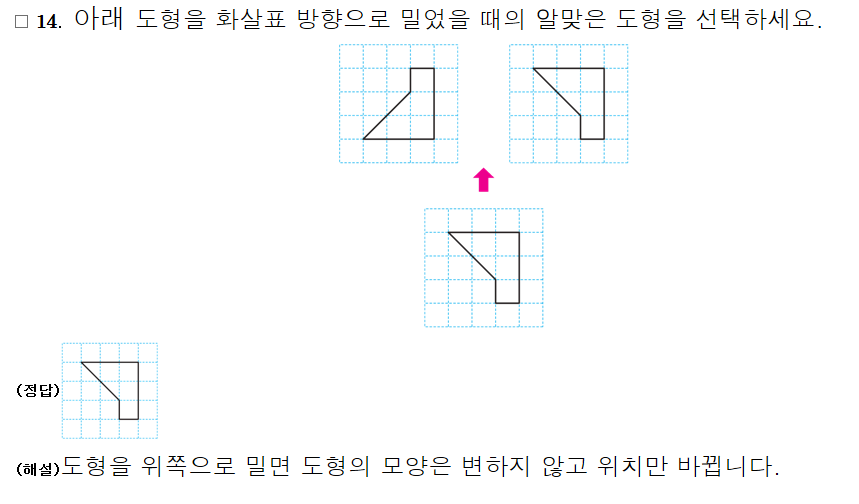 □ 14. 아래 도형을 화살표 방향으로 밀었을 때의 알맞은 도형을 선택하세요.
(정답)
(해설)도형을 위쪽으로 밀면 도형의 모양은 변하지 않고 위치만 바뀝니다.